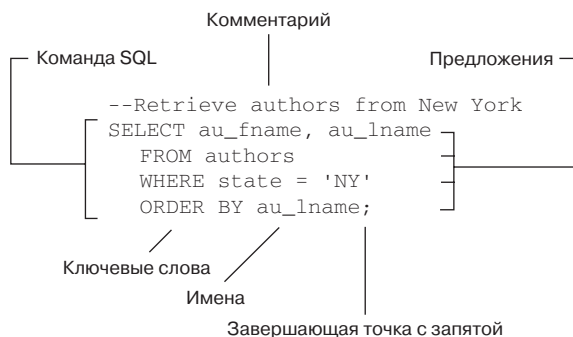 Комментарий
Команда SQL
Предложения
--Retrieve authors from New York
SELECT au_fname, au_lname
FROM authors
WHERE state = 'NY'
ORDER BY au_lname;
Ключевые слова
Имена
Завершающая точка с запятой